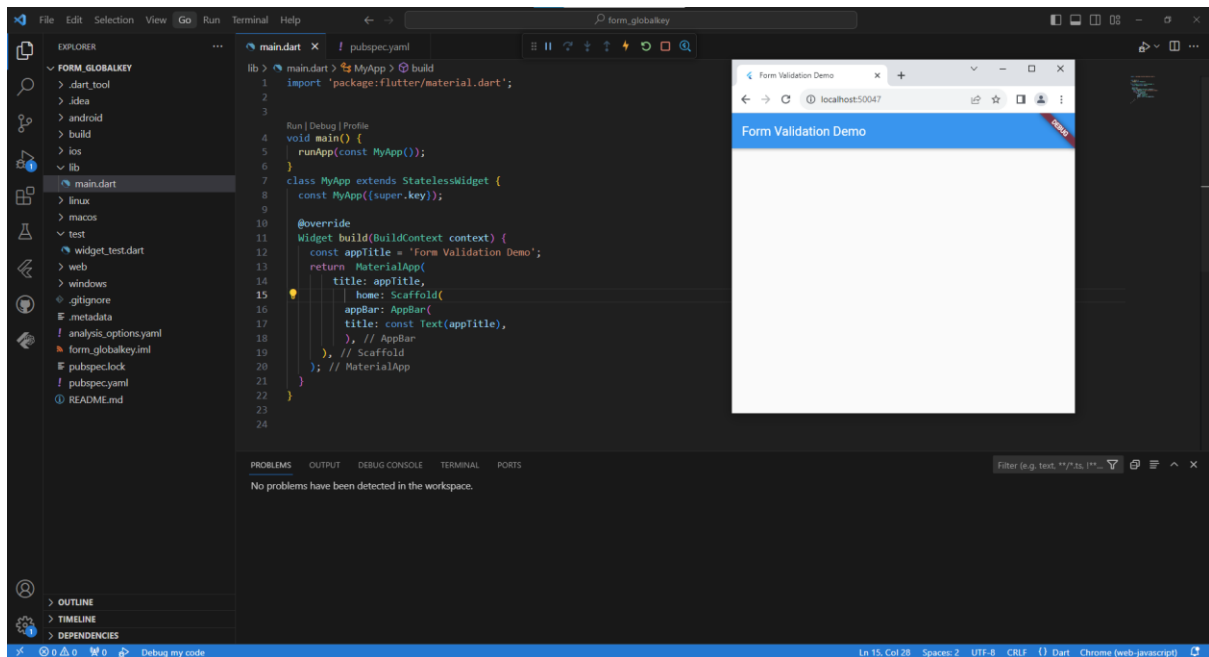 File Edit Selection View Go Run Terminal Help
form_globalkey
EXPLORER
FORM_GLOBALKEY
.dart_tool
.idea
android
build
ios
lib
main.dart
linux
macos
test
widget_test.dart
web
windows
.gitignore
.metadata
analysis_options.yaml
form_globalkey.iml
pubspec.lock
pubspec.yaml
README.md
OUTLINE
TIMELINE
DEPENDENCIES
main.dart
pubspec.yaml
lib > main.dart > MyApp > build
1 import 'package:flutter/material.dart';
2
3
Run | Debug | Profile
4 void main() {
5 runApp(const MyApp());
6 }
7 class MyApp extends StatelessWidget {
8 const MyApp({super.key});
9
10 @override
11 Widget build(BuildContext context) {
12 const appTitle = 'Form Validation Demo';
13 return MaterialApp(
14 title: appTitle,
15 home: Scaffold(
16 appBar: AppBar(
17 title: const Text(appTitle),
18 ), // AppBar
19 ), // Scaffold
20 ); // MaterialApp
21 }
22 }
23
24
Form Validation Demo
localhost:50047
Form Validation Demo
DEBUG
PROBLEMS OUTPUT DEBUG CONSOLE TERMINAL PORTS
Filter (e.g. text, **/*.ts, !**...
No problems have been detected in the workspace.
0 0 0 Debug my code
Ln 15, Col 28 Spaces: 2 UTF-8 CRLF {} Dart Chrome (web-javascript)